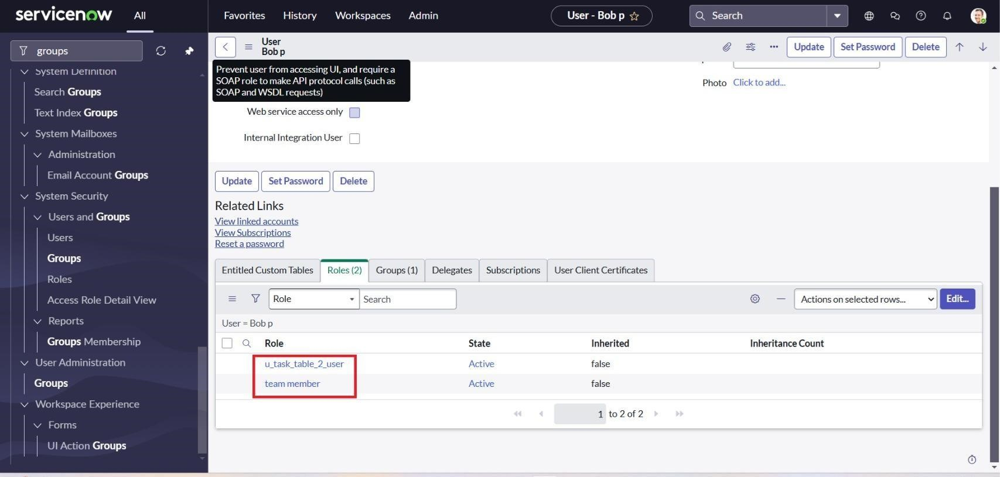 servicenow
All
Favorites
History
Workspaces
Admin
User - Bob p
Search
groups
System Definition
Search Groups
Text Index Groups
System Mailboxes
Administration
Email Account Groups
System Security
Users and Groups
Users
Groups
Roles
Access Role Detail View
Reports
Groups Membership
User Administration
Groups
Workspace Experience
Forms
UI Action Groups
User
Bob p
Update
Set Password
Delete
Prevent user from accessing UI, and require a
SOAP role to make API protocol calls (such as
SOAP and WSDL requests)
Photo Click to add...
Web service access only
Internal Integration User
Update
Set Password
Delete
Related Links
View linked accounts
View Subscriptions
Reset a password
Entitled Custom Tables
Roles (2)
Groups (1)
Delegates
Subscriptions
User Client Certificates
Role
Search
Actions on selected rows...
Edit...
User = Bob p
Role State Inherited Inheritance Count
u_task_table_2_user Active false
team member Active false
1 to 2 of 2